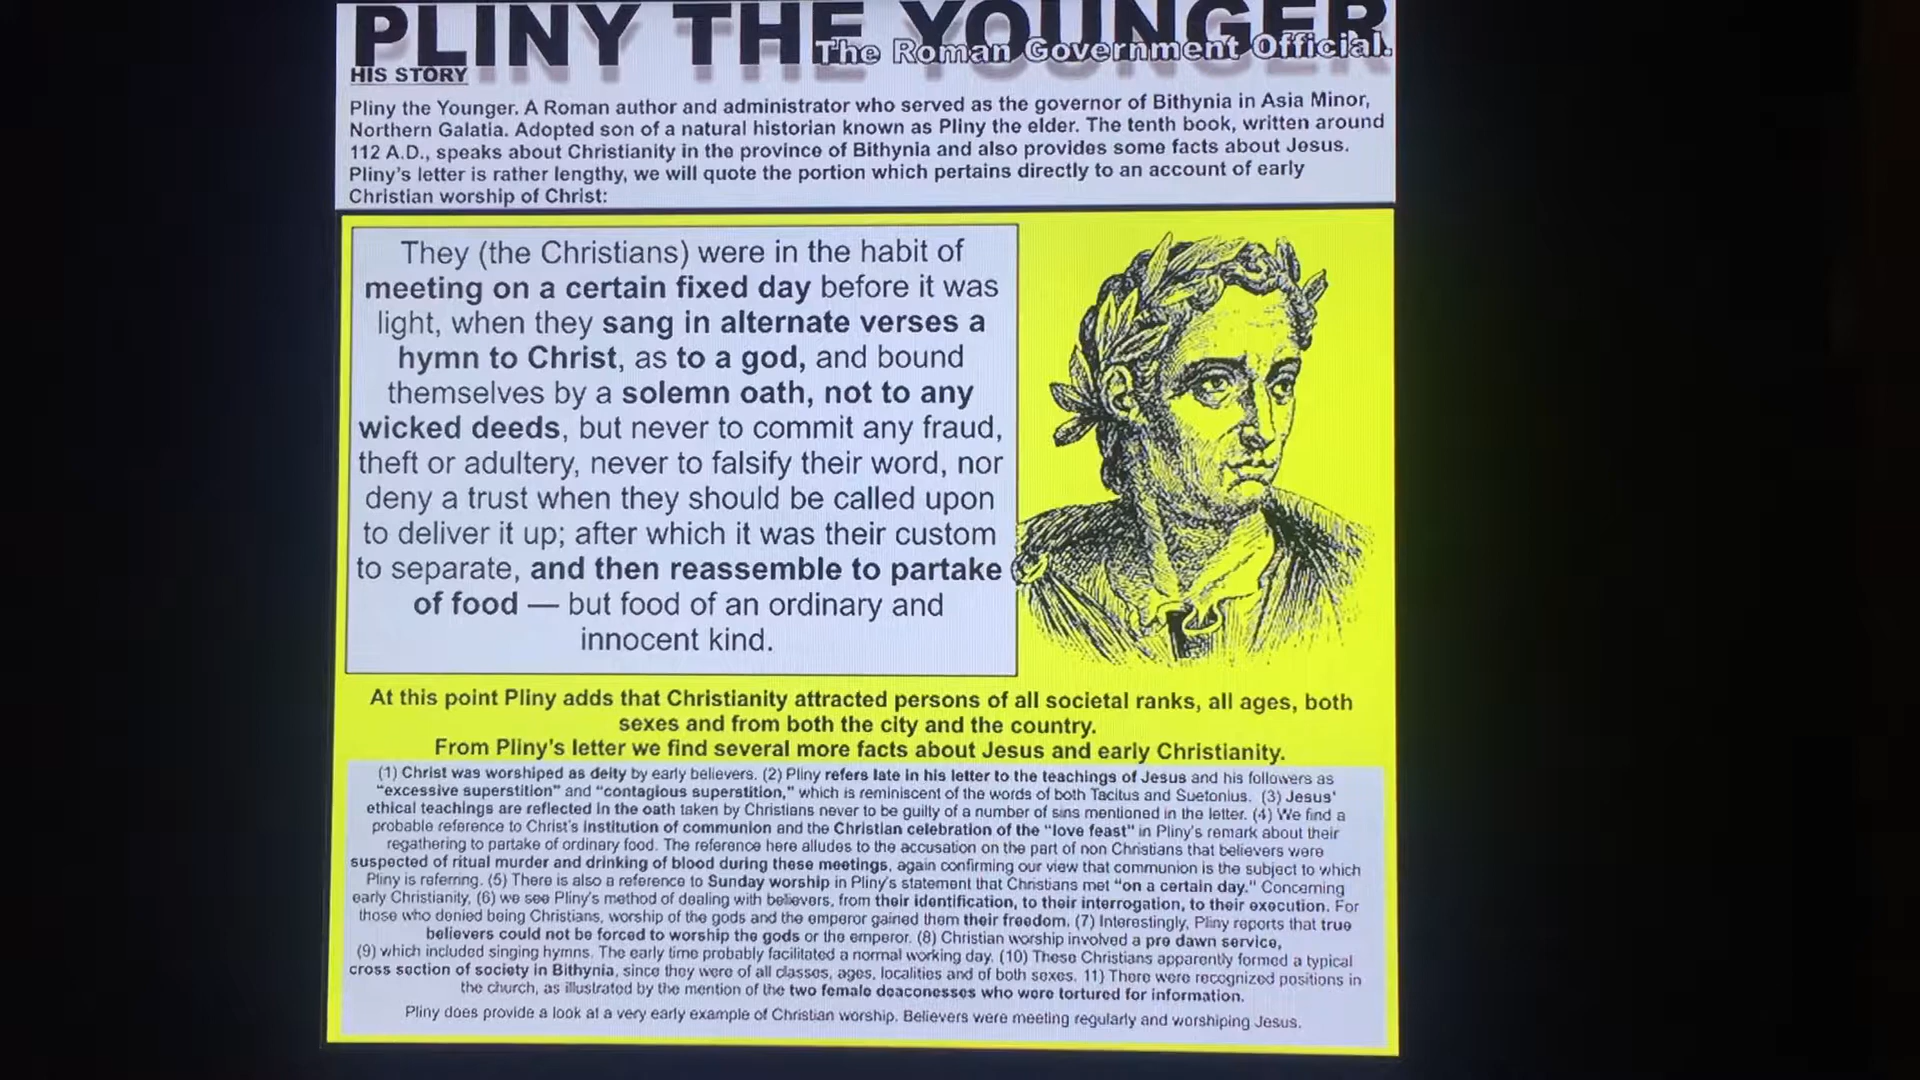 PLINY THE YOUNGER
The Roman Government Official.
HIS STORY
Pliny the Younger. A Roman author and administrator who served as the governor of Bithynia in Asia Minor,
Northern Galatia. Adopted son of a natural historian known as Pliny the elder. The tenth book, written around
112 A.D., speaks about Christianity in the province of Bithynia and also provides some facts about Jesus.
Pliny's letter is rather lengthy, we will quote the portion which pertains directly to an account of early
Christian worship of Christ:
They (the Christians) were in the habit of
meeting on a certain fixed day before it was
light, when they sang in alternate verses a
hymn to Christ, as to a god, and bound
themselves by a solemn oath, not to any
wicked deeds, but never to commit any fraud,
theft or adultery, never to falsify their word, nor
deny a trust when they should be called upon
to deliver it up; after which it was their custom
to separate, and then reassemble to partake
of food — but food of an ordinary and
innocent kind.
At this point Pliny adds that Christianity attracted persons of all societal ranks, all ages, both
sexes and from both the city and the country.
From Pliny's letter we find several more facts about Jesus and early Christianity.
(1) Christ was worshiped as deity by early believers. (2) Pliny refers late in his letter to the teachings of Jesus and his followers as
"excessive superstition" and "contagious superstition," which is reminiscent of the words of both Tacitus and Suetonius. (3) Jesus'
ethical teachings are reflected in the oath taken by Christians never to be guilty of a number of sins mentioned in the letter. (4) We find a
probable reference to Christ's institution of communion and the Christian celebration of the "love feast" in Pliny's remark about their
regathering to partake of ordinary food. The reference here alludes to the accusation on the part of non Christians that believers were
suspected of ritual murder and drinking of blood during these meetings, again confirming our view that communion is the subject to which
Pliny is referring. (5) There is also a reference to Sunday worship in Pliny's statement that Christians met "on a certain day." Concerning
early Christianity, (6) we see Pliny's method of dealing with believers, from their identification, to their interrogation, to their execution. For
those who denied being Christians, worship of the gods and the emperor gained them their freedom. (7) Interestingly, Pliny reports that true
believers could not be forced to worship the gods or the emperor. (8) Christian worship involved a pre dawn service,
(9) which included singing hymns. The early time probably facilitated a normal working day. (10) These Christians apparently formed a typical
cross section of society in Bithynia, since they were of all classes, ages, localities and of both sexes. 11) There were recognized positions in
the church, as illustrated by the mention of the two female deaconesses who were tortured for information.
Pliny does provide a look at a very early example of Christian worship. Believers were meeting regularly and worshiping Jesus.